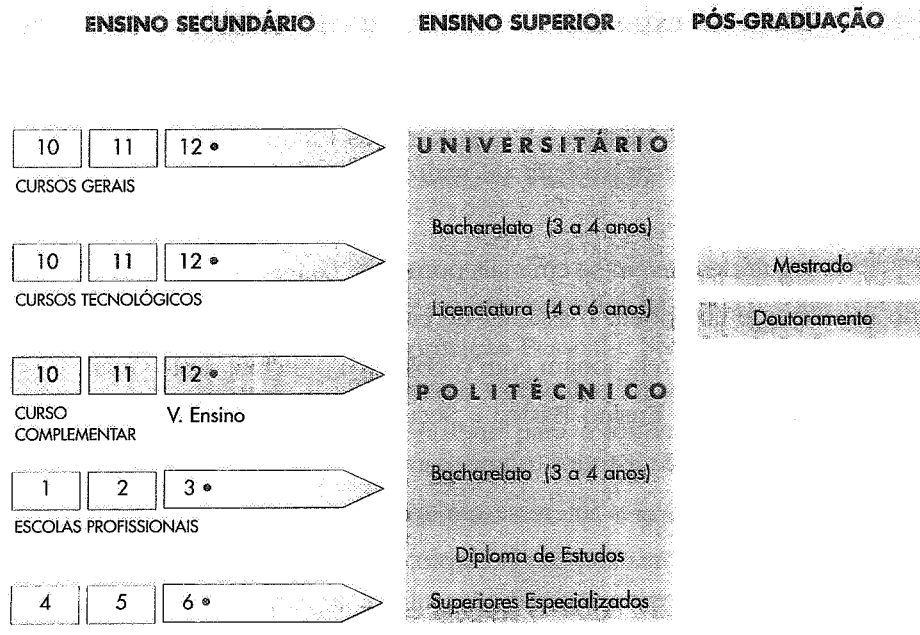 ENSINO SECUNDÁRIO
ENSINO SUPERIOR
PÓS-GRADUAÇÃO
10 11 12 •
CURSOS GERAIS
10 11 12 •
CURSOS TECNOLÓGICOS
10 11 12 •
CURSO
COMPLEMENTAR
V. Ensino
1 2 3 •
ESCOLAS PROFISSIONAIS
4 5 6 •
UNIVERSITÁRIO
Bacharelato (3 a 4 anos)
Licenciatura (4 a 6 anos)
POLITÉCNICO
Bacharelato (3 a 4 anos)
Diploma de Estudos
Superiores Especializados
Mestrado
Doutoramento